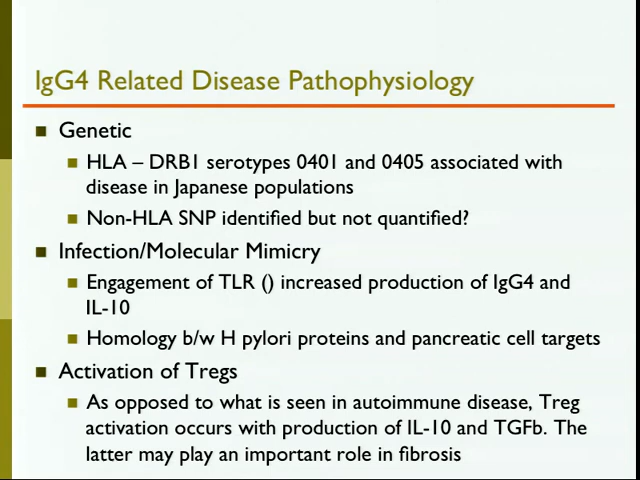 IgG4 Related Disease Pathophysiology
Genetic
HLA – DRB1 serotypes 0401 and 0405 associated with
disease in Japanese populations
Non-HLA SNP identified but not quantified?
Infection/Molecular Mimicry
Engagement of TLR () increased production of IgG4 and
IL-10
Homology b/w H pylori proteins and pancreatic cell targets
Activation of Tregs
As opposed to what is seen in autoimmune disease, Treg
activation occurs with production of IL-10 and TGFb. The
latter may play an important role in fibrosis